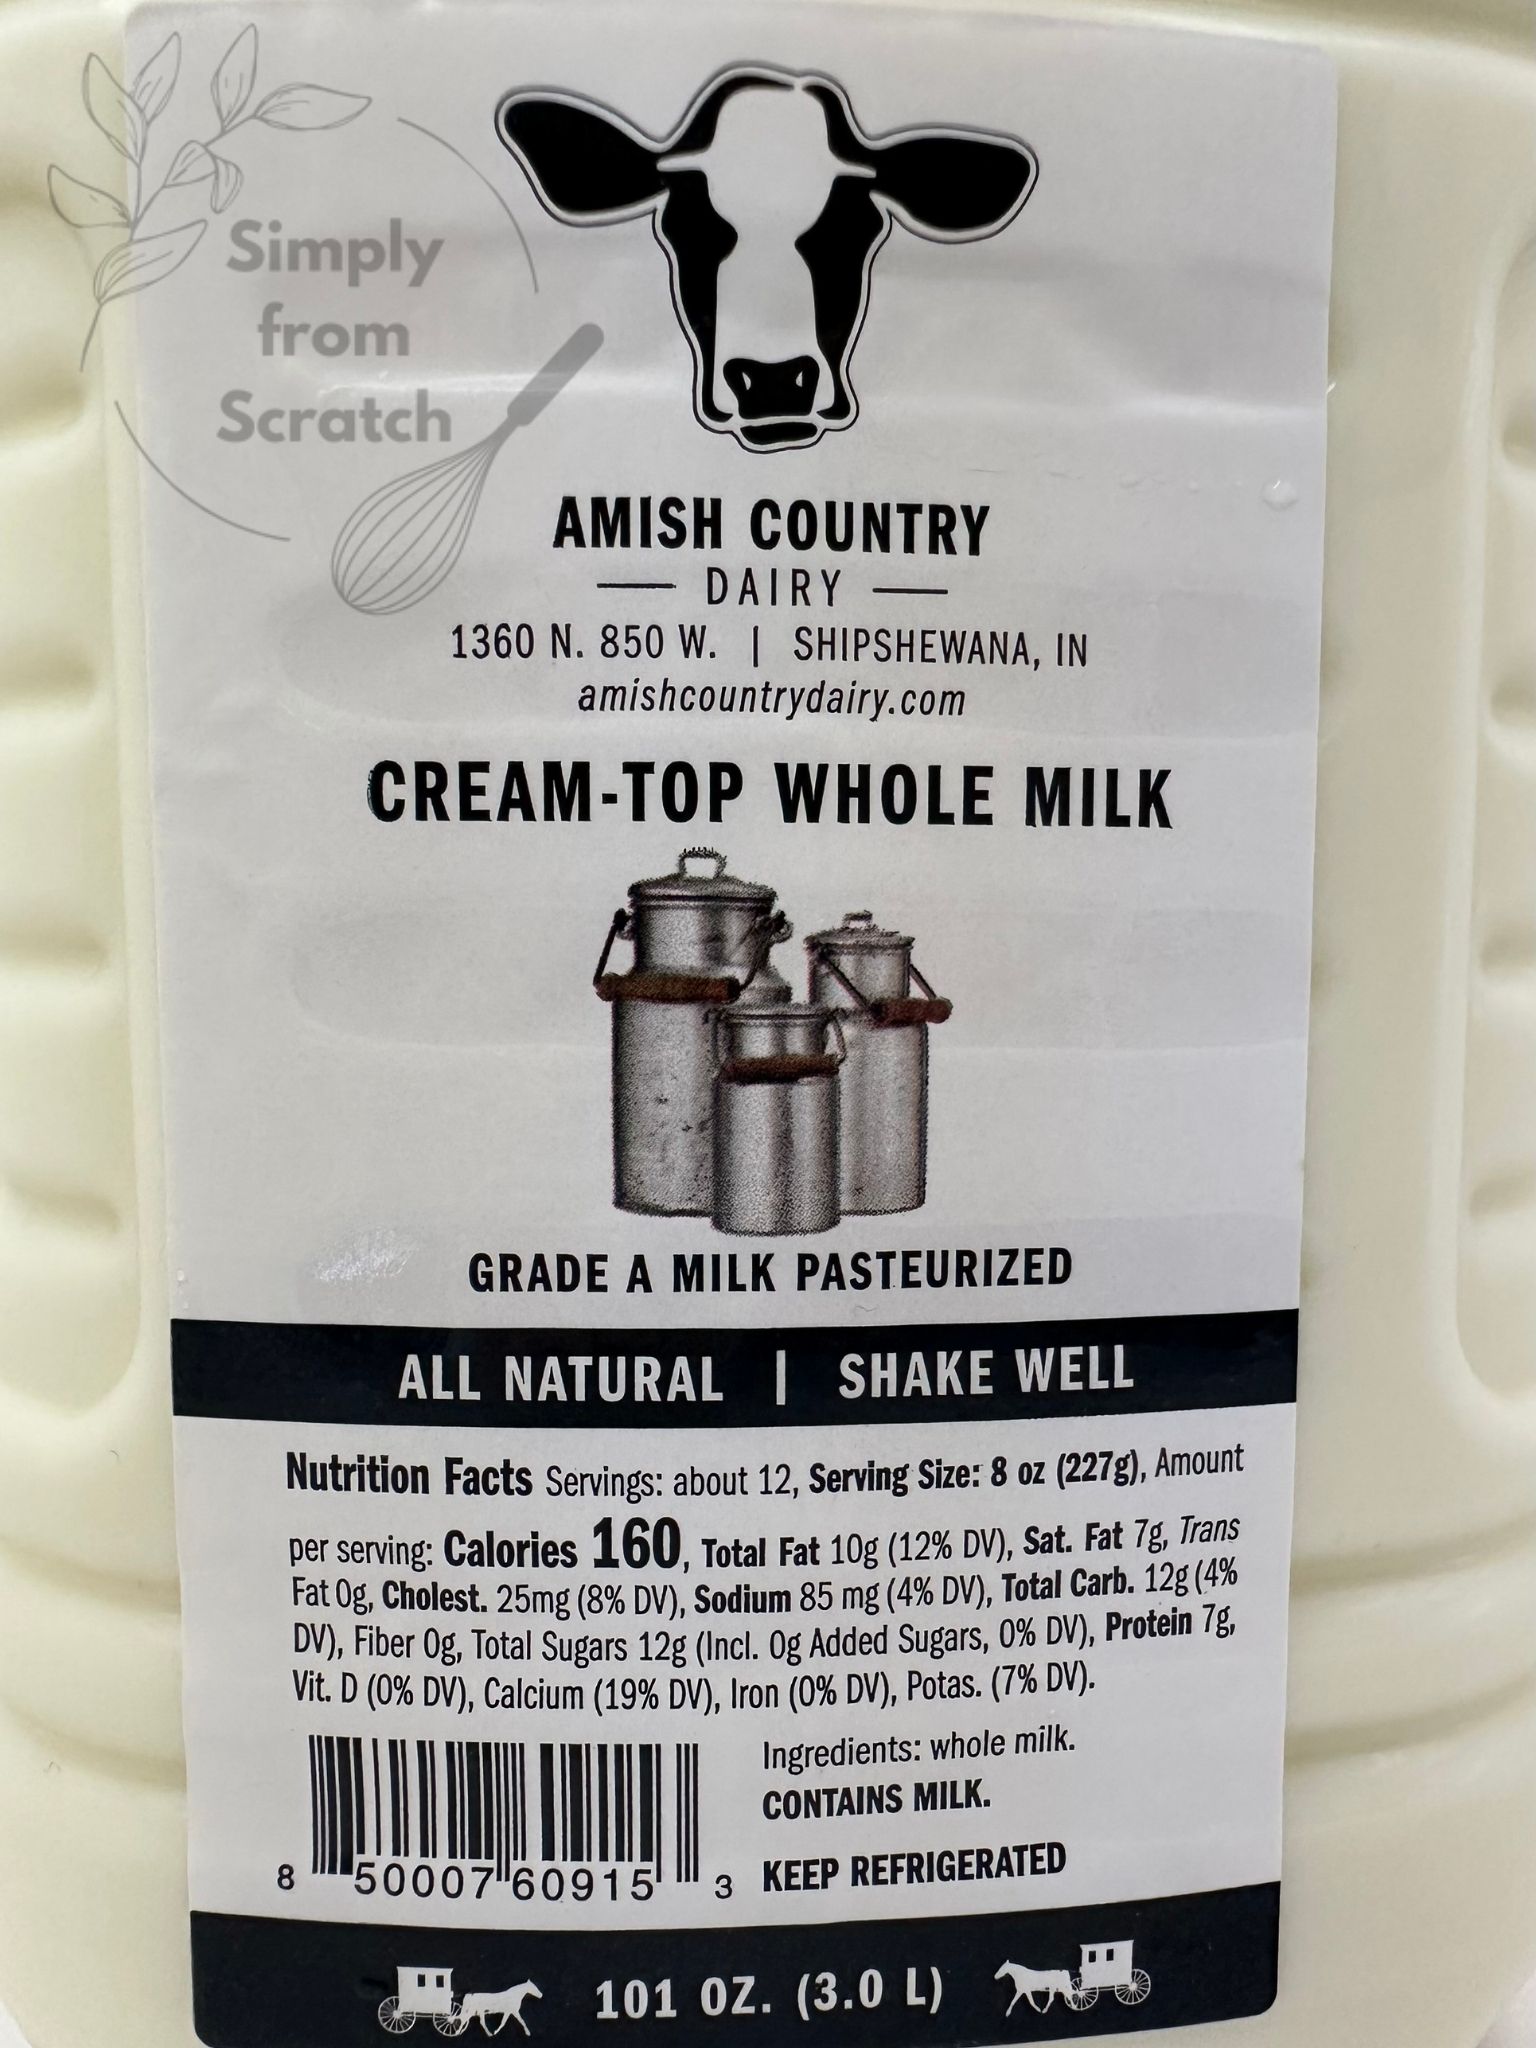 Simply
from
Scratch
AMISH COUNTRY
DAIRY
1360 N. 850 W. | SHIPSHEWANA, IN
amishcountrydairy.com
CREAM-TOP WHOLE MILK
GRADE A MILK PASTEURIZED
ALL NATURAL | SHAKE WELL
Nutrition Facts Servings: about 12, Serving Size: 8 oz (227g), Amount
per serving: Calories 160, Total Fat 10g (12% DV), Sat. Fat 7g, Trans
Fat 0g, Cholest. 25mg (8% DV), Sodium 85 mg (4% DV), Total Carb. 12g (4%
DV), Fiber 0g, Total Sugars 12g (Incl. 0g Added Sugars, 0% DV), Protein 7g,
Vit. D (0% DV), Calcium (19% DV), Iron (0% DV), Potas. (7% DV).
Ingredients: whole milk.
CONTAINS MILK.
KEEP REFRIGERATED
8 50007 60915 3
101 OZ. (3.0 L)